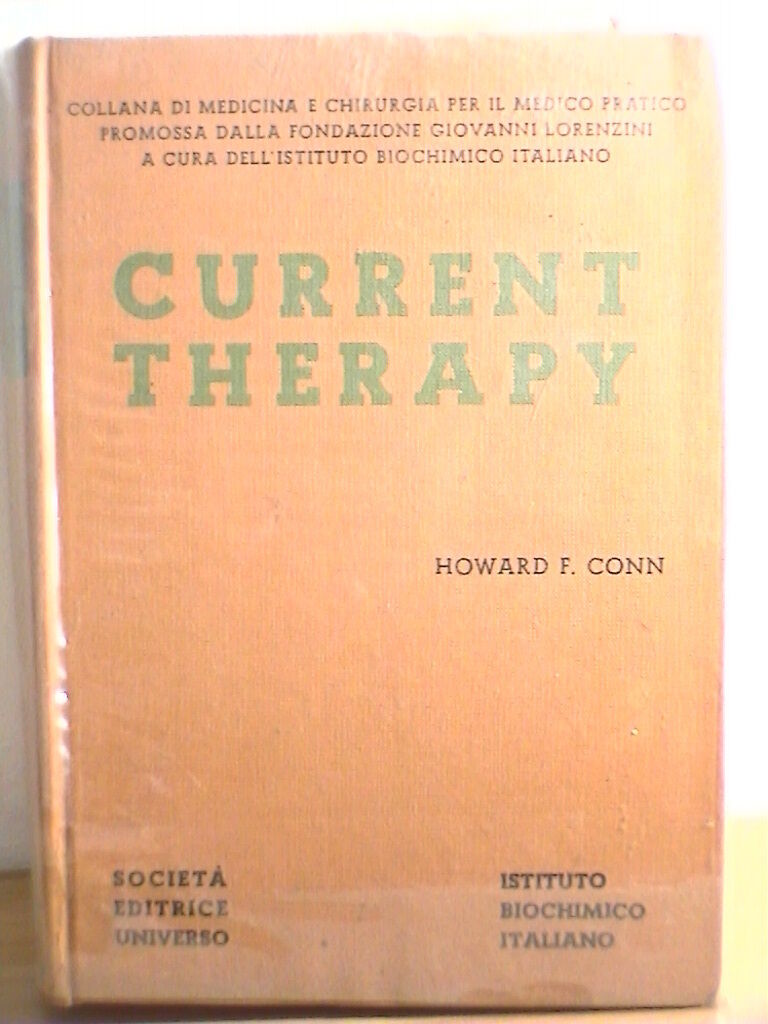 COLLANA DI MEDICINA E CHIRURGIA PER IL MEDICO PRATICO
PROMOSSA DALLA FONDAZIONE GIOVANNI LORENZINI
A CURA DELL'ISTITUTO BIOCHIMICO ITALIANO
CURRENT
THERAPY
HOWARD F. CONN
SOCIETÀ
EDITRICE
UNIVERSO
ISTITUTO
BIOCHIMICO
ITALIANO